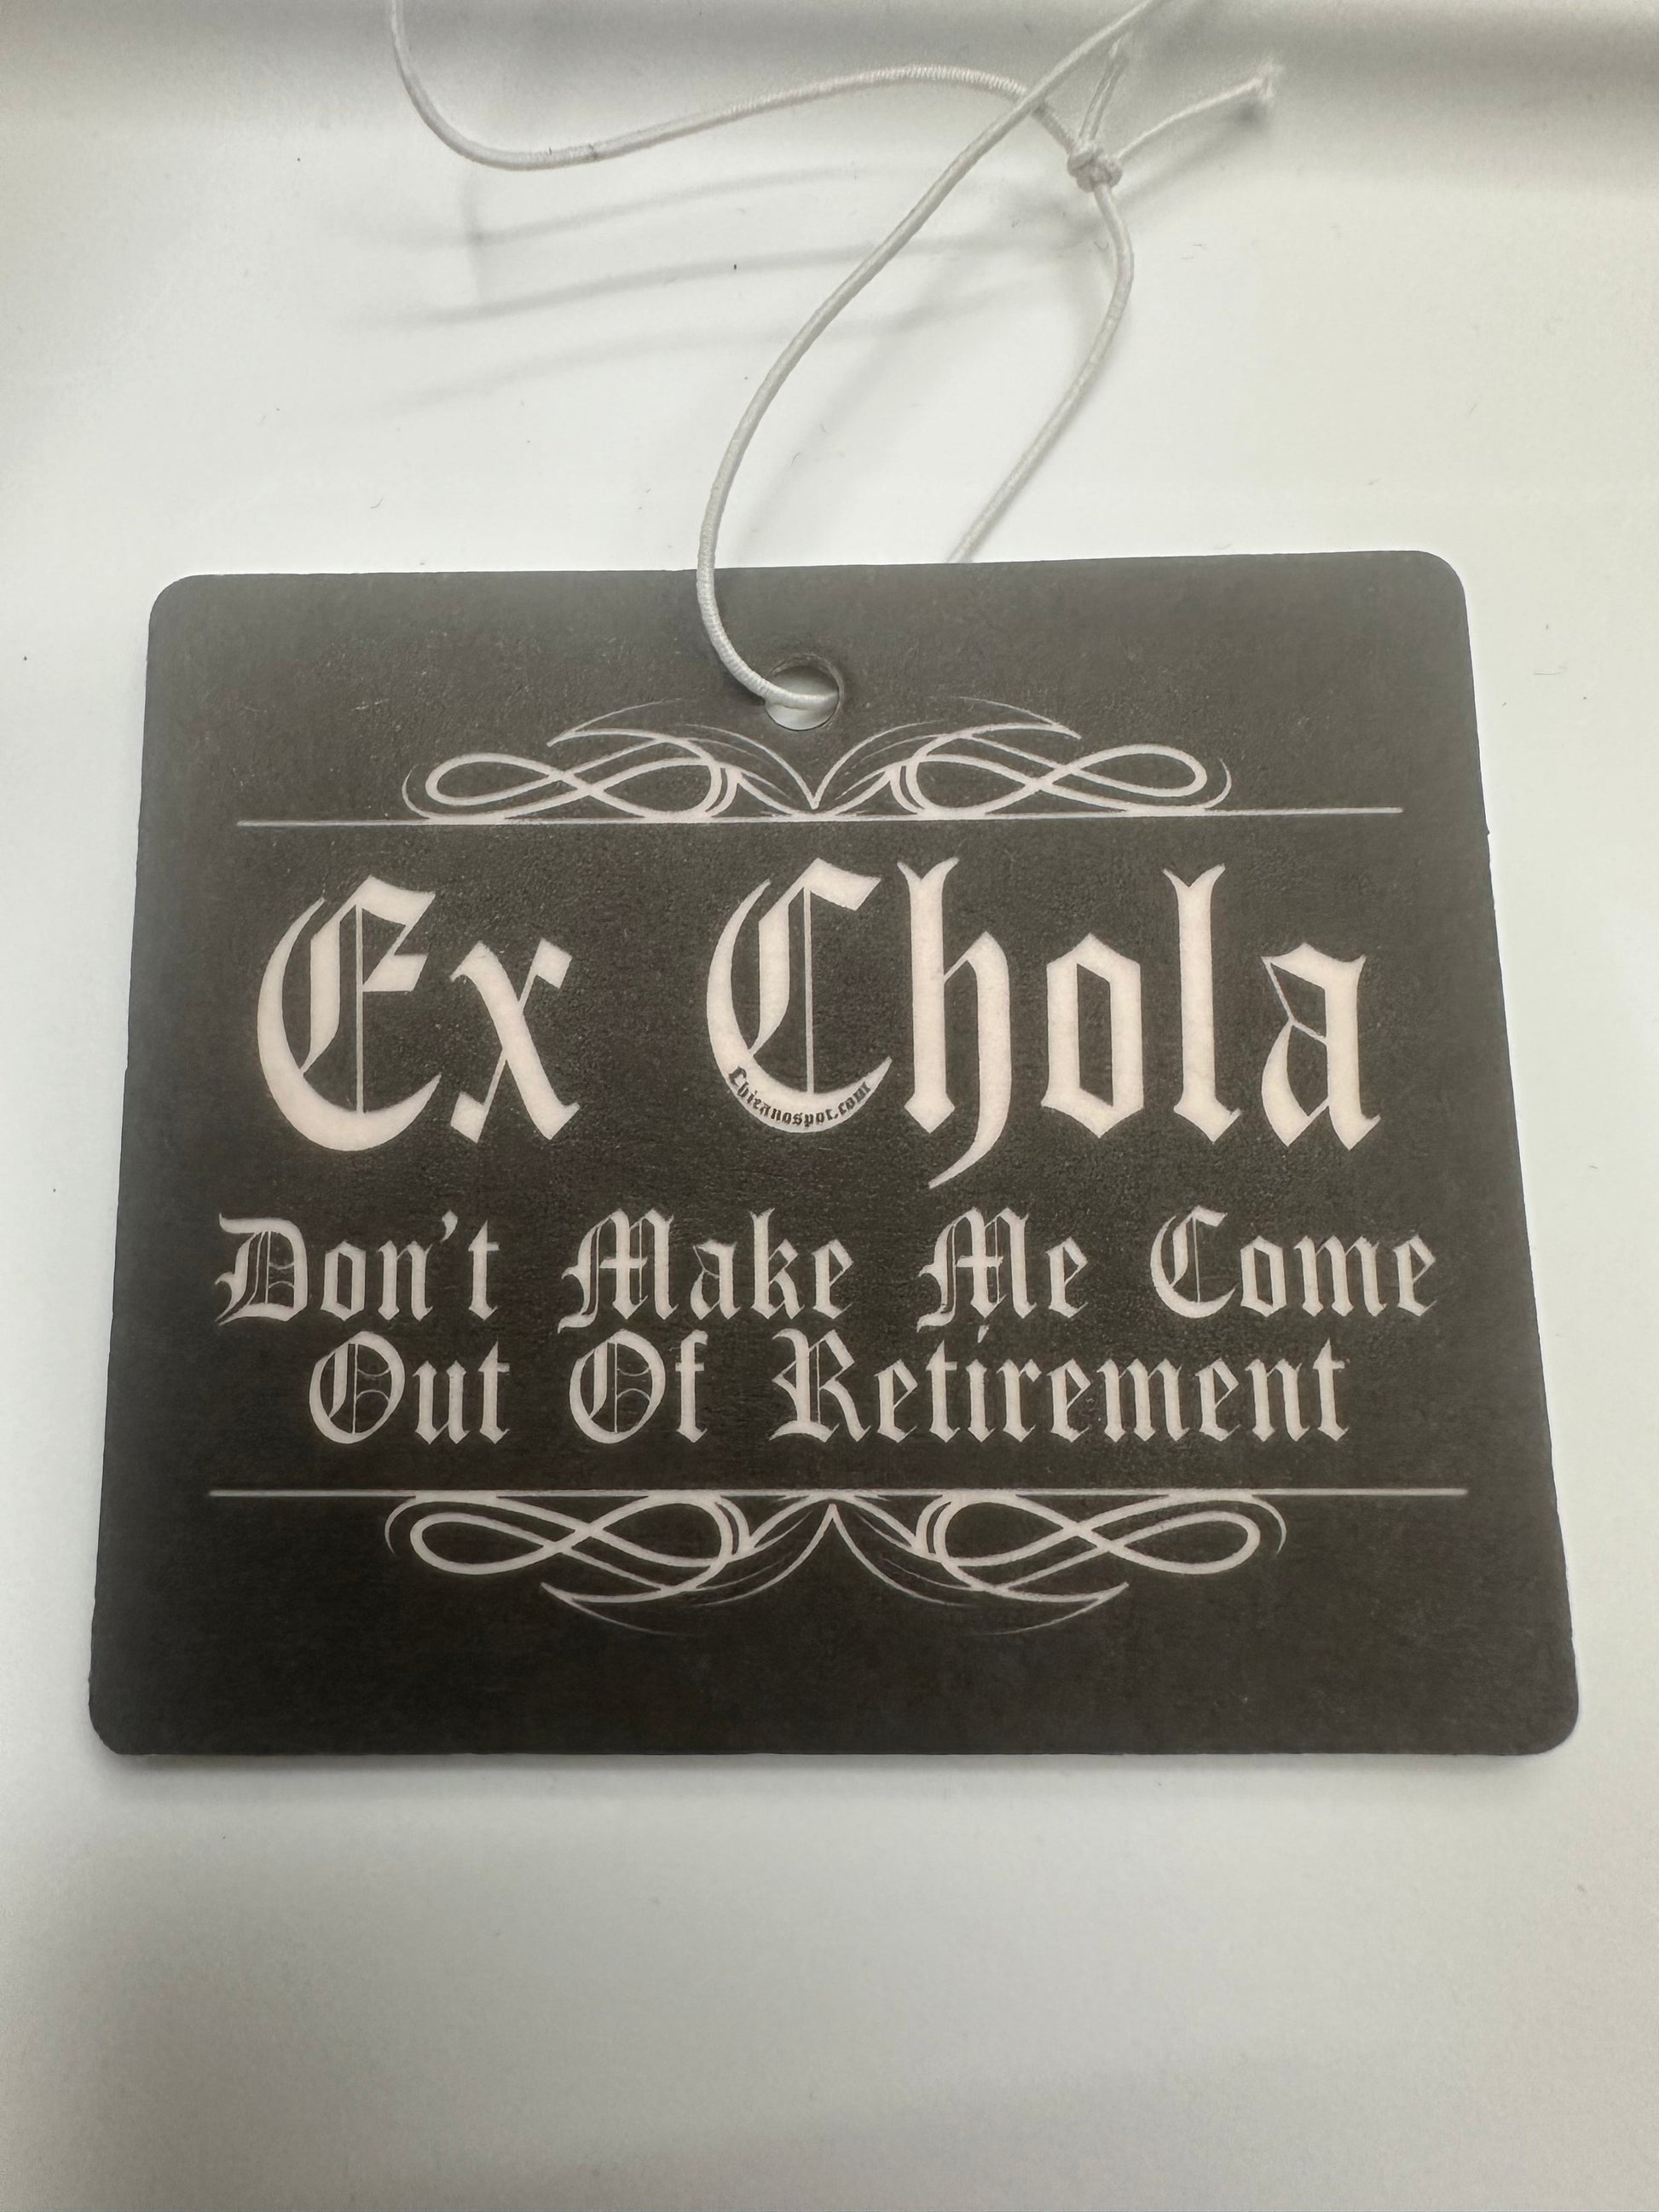 Ex Chola
Chicanospot.com
Don't Make Me Come
Out Of Retirement